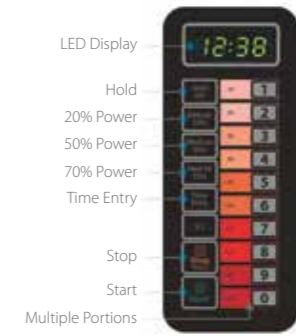 LED Display
12:38
Hold
1
20% Power
2
50% Power
3
4
70% Power
5
Time Entry
6
7
Stop
8
9
Start
0
Multiple Portions